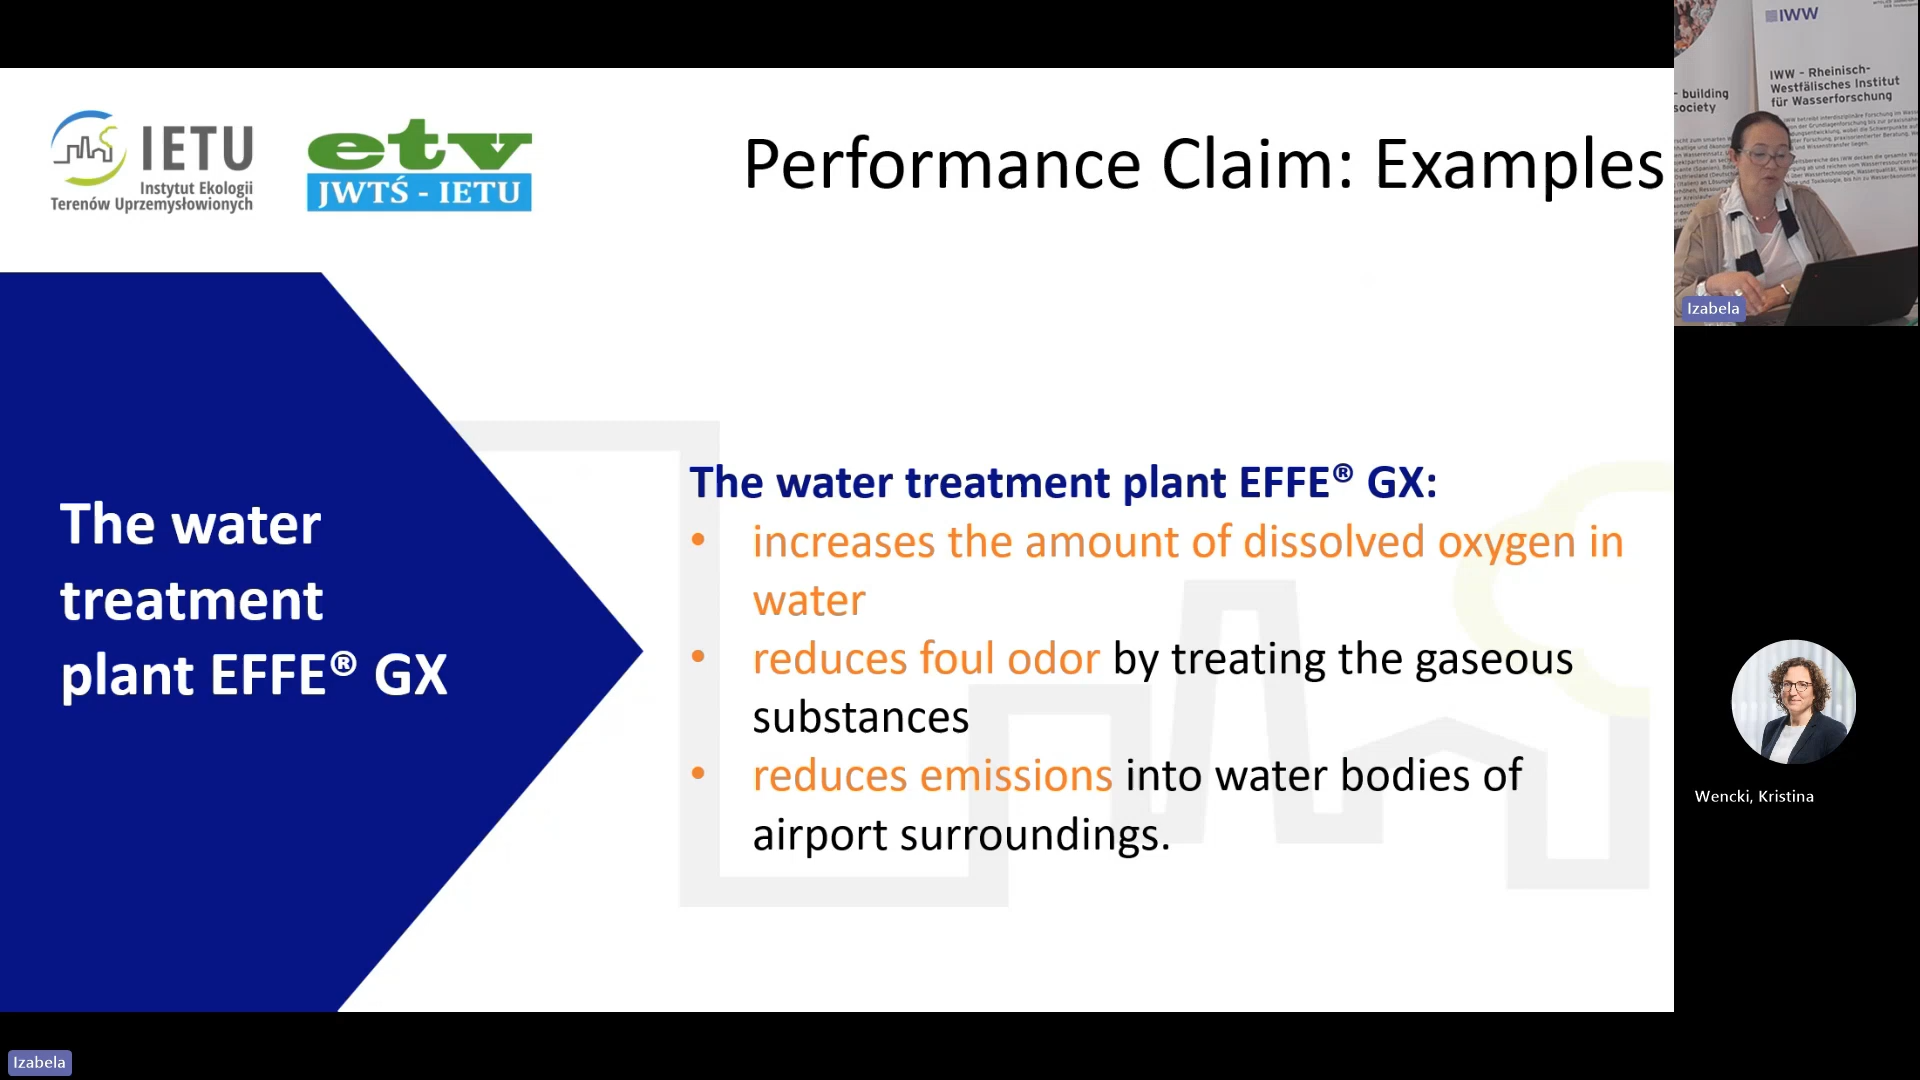 IETU
Instytut Ekologii
Terenów Uprzemysłowionych
etv
JWTŚ - IETU
Performance Claim: Examples
The water
treatment
plant EFFE® GX
The water treatment plant EFFE® GX:
• increases the amount of dissolved oxygen in
water
• reduces foul odor by treating the gaseous
substances
• reduces emissions into water bodies of
airport surroundings.
IWW
building
society
IWW - Rheinisch-
Westfälisches Institut
für Wasserforschung
Izabela
Wencki, Kristina
Izabela